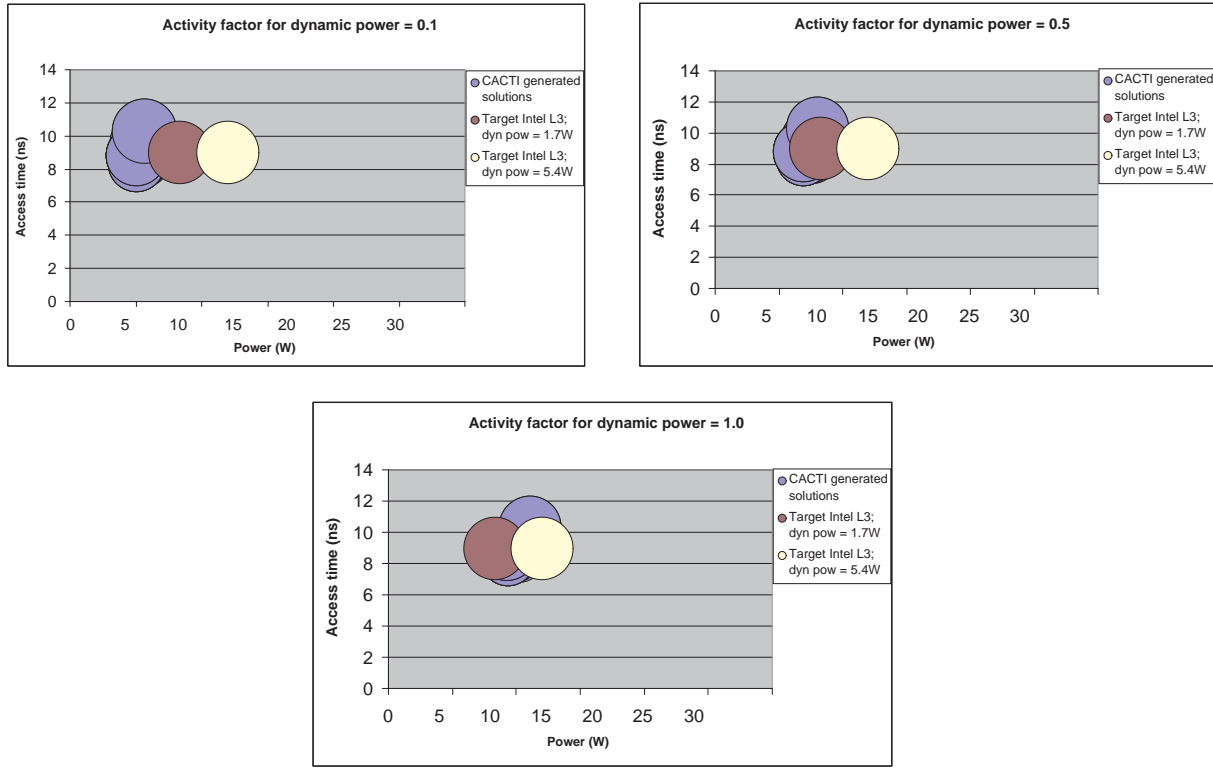 Activity factor for dynamic power = 0.1
14
12
10
8
6
4
2
0
Access time (ns)
0 5 10 15 20 25 30
Power (W)
CACTI generated
solutions
Target Intel L3;
dyn pow = 1.7W
Target Intel L3;
dyn pow = 5.4W
Activity factor for dynamic power = 0.5
14
12
10
8
6
4
2
0
Access time (ns)
0 5 10 15 20 25 30
Power (W)
CACTI generated
solutions
Target Intel L3;
dyn pow = 1.7W
Target Intel L3;
dyn pow = 5.4W
Activity factor for dynamic power = 1.0
14
12
10
8
6
4
2
0
Access time (ns)
0 5 10 15 20 25 30
Power (W)
CACTI generated
solutions
Target Intel L3;
dyn pow = 1.7W
Target Intel L3;
dyn pow = 5.4W